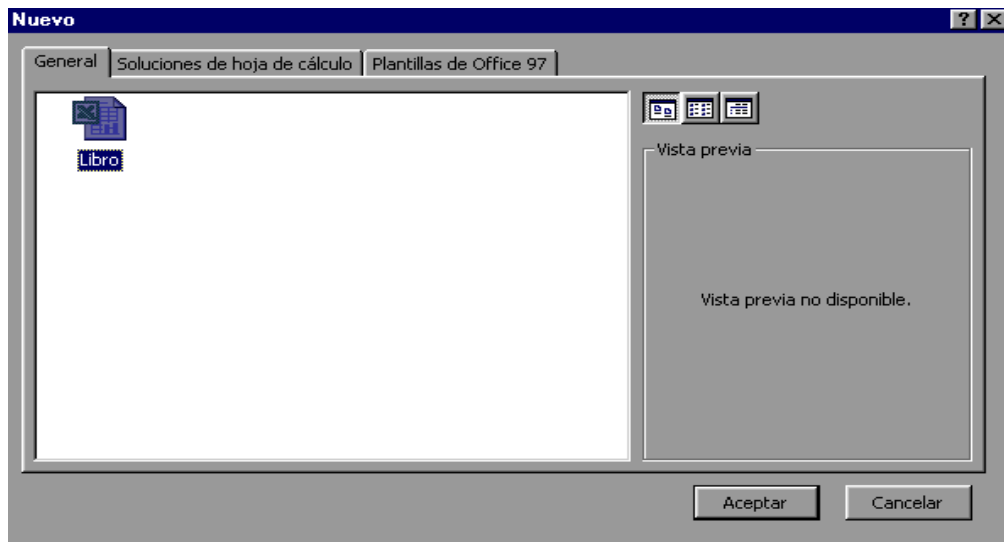 Nuevo
General Soluciones de hoja de cálculo Plantillas de Office 97
Libro
Vista previa
Vista previa no disponible.
Aceptar Cancelar